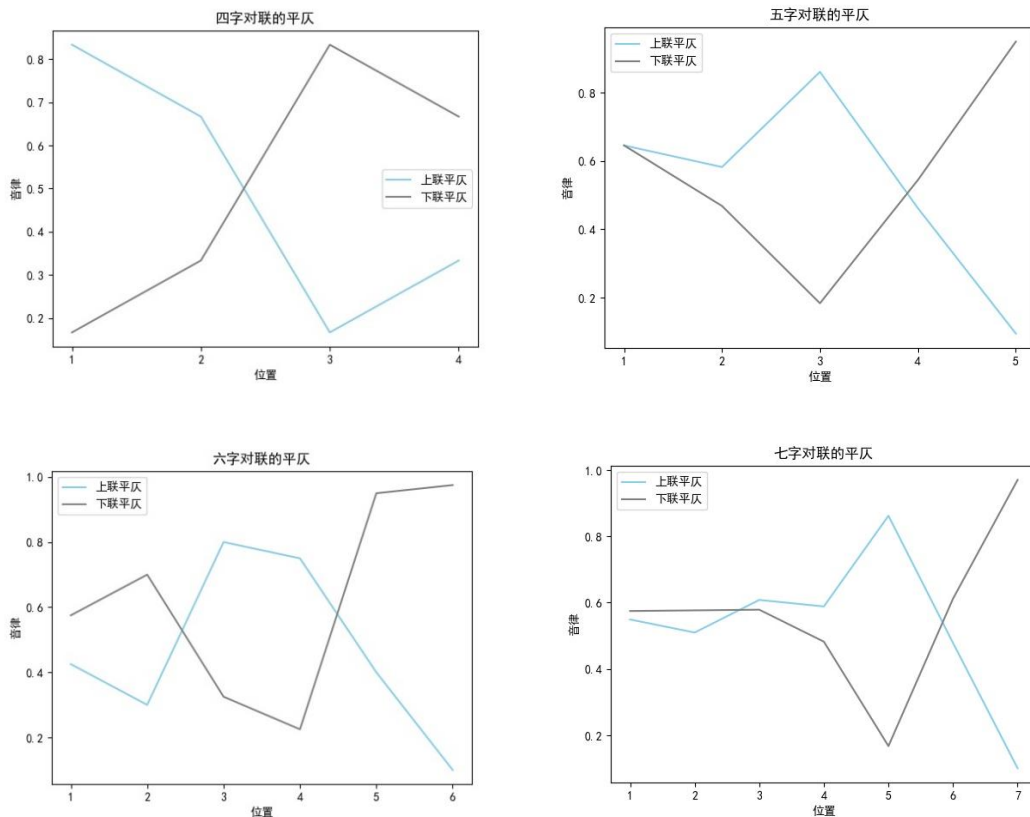 四字对联的平仄
0.8
0.7
0.6
0.5
0.4
0.3
0.2
音律
上联平仄
下联平仄
1 2 3 4
位置
五字对联的平仄
上联平仄
下联平仄
0.8
0.6
0.4
0.2
音律
1 2 3 4 5
位置
六字对联的平仄
1.0
上联平仄
下联平仄
0.8
0.6
0.4
0.2
音律
1 2 3 4 5 6
位置
七字对联的平仄
1.0
上联平仄
下联平仄
0.8
0.6
0.4
0.2
音律
1 2 3 4 5 6 7
位置